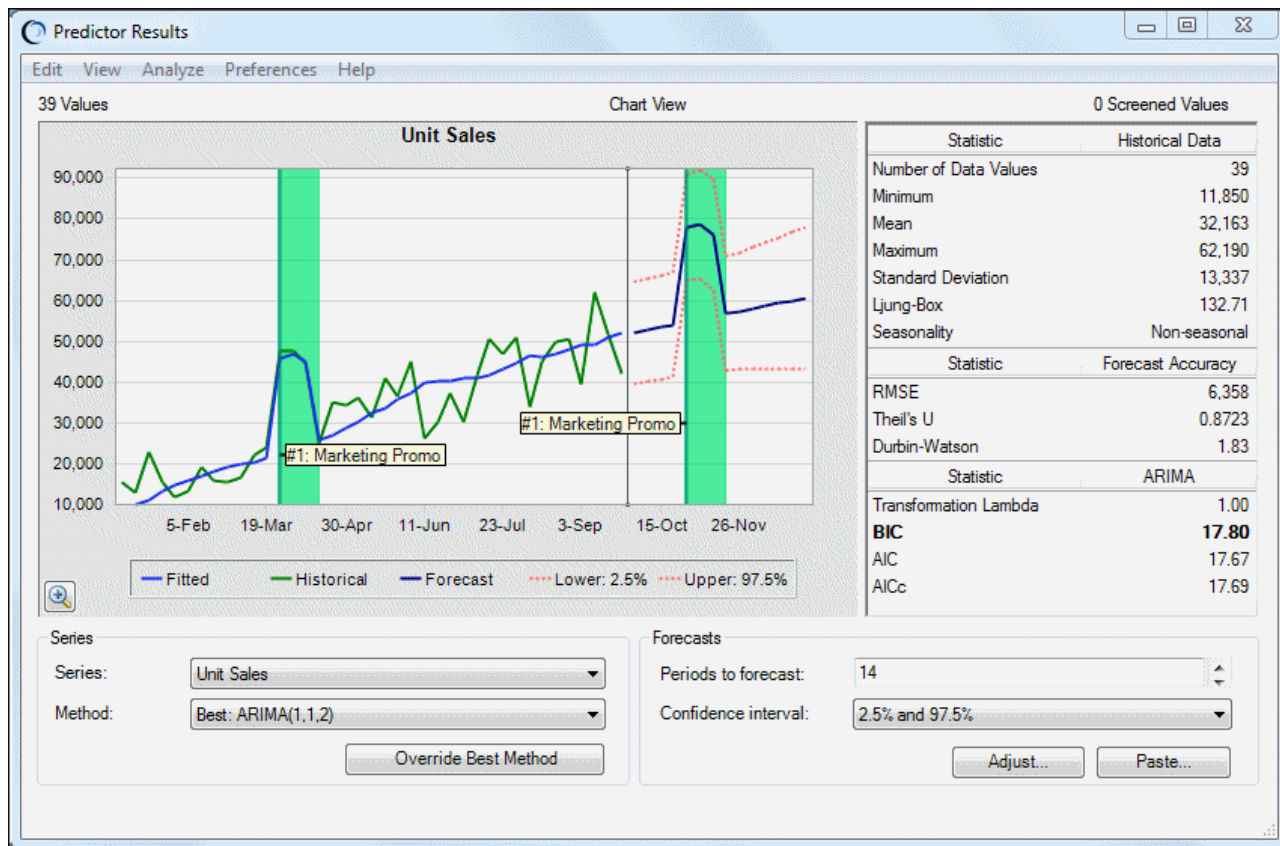 Predictor Results
Edit View Analyze Preferences Help
39 Values Chart View 0 Screened Values
Unit Sales
90,000
80,000
70,000
60,000
50,000
40,000
30,000
20,000
10,000
#1: Marketing Promo
#1: Marketing Promo
5-Feb 19-Mar 30-Apr 11-Jun 23-Jul 3-Sep 15-Oct 26-Nov
Fitted Historical Forecast Lower: 2.5% Upper: 97.5%
Statistic Historical Data
Number of Data Values 39
Minimum 11,850
Mean 32,163
Maximum 62,190
Standard Deviation 13,337
Ljung-Box 132.71
Seasonality Non-seasonal
Statistic Forecast Accuracy
RMSE 6,358
Theil's U 0.8723
Durbin-Watson 1.83
Statistic ARIMA
Transformation Lambda 1.00
BIC 17.80
AIC 17.67
AICc 17.69
Series
Series: Unit Sales
Method: Best: ARIMA(1,1,2)
Override Best Method
Forecasts
Periods to forecast: 14
Confidence interval: 2.5% and 97.5%
Adjust... Paste...